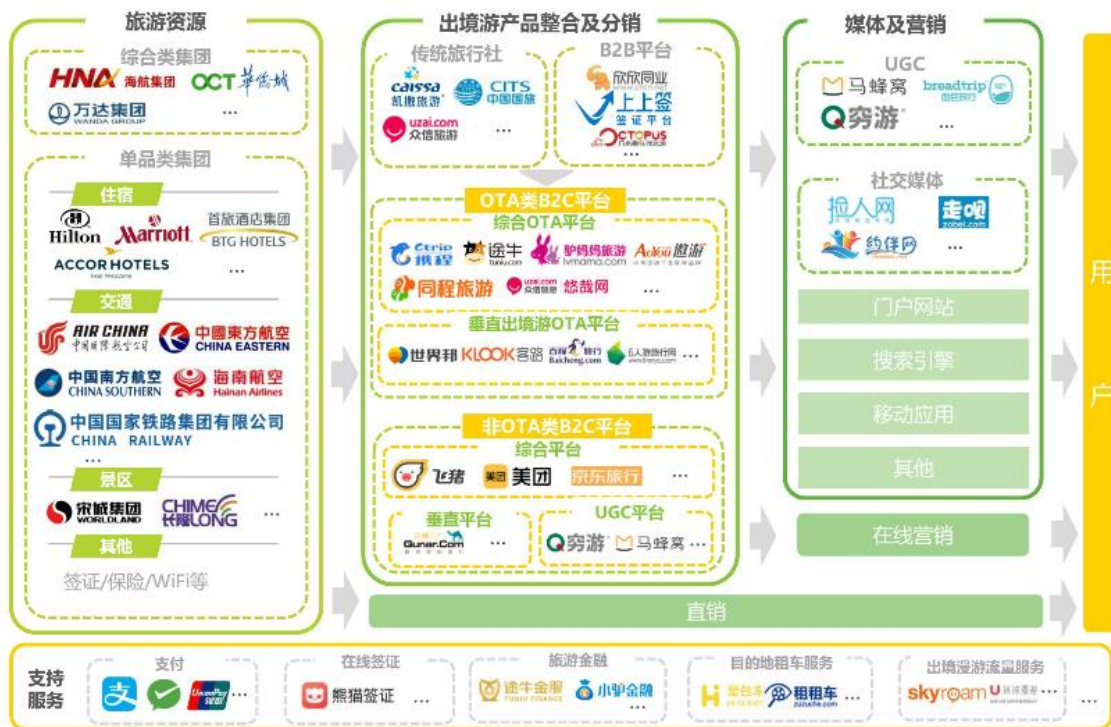 旅游资源
综合类集团
HNA 海航集团 OCT 华侨城
万达集团
WANDA GROUP
...
单品类集团
住宿
Hilton Marriott 首旅酒店集团
BTG HOTELS
ACCOR HOTELS
Feel Welcome
...
交通
AIR CHINA
中国国际航空公司
中國東方航空
CHINA EASTERN
中国南方航空
CHINA SOUTHERN
海南航空
Hainan Airlines
中国国家铁路集团有限公司
CHINA RAILWAY
...
景区
宋城集团
WORLDLAND
CHIMELONG
长隆
...
其他
签证/保险/WiFi等
出境游产品整合及分销
传统旅行社
caissa
凯撒旅游
CITS
中国国旅
uzai.com
众信旅游
...
B2B平台
欣欣同业
上上签
签证平台
OCTOPUS
...
OTA类B2C平台
综合OTA平台
Ctrip
携程
途牛
tuniu.com
驴妈妈旅游
lvmama.com
Aoyou 遨游
同程旅游
uzai.com
众信旅游
悠哉网
...
垂直出境游OTA平台
世界邦
KLOOK客路
百程旅行
Baicheng.com
6人游旅行网
...
非OTA类B2C平台
综合平台
飞猪
美团 美团
京东旅行
...
垂直平台
Qunar.Com
...
UGC平台
穷游 马蜂窝 ...
媒体及营销
UGC
马蜂窝
breadtrip
面包旅行
穷游
...
社交媒体
捡人网
走呗
zobei.com
约伴网
...
门户网站
搜索引擎
移动应用
其他
在线营销
直销
用户
支持
服务
支付
支 UnionPay
银联
...
在线签证
熊猫签证
...
旅游金融
途牛金服
TUNIU FINANCE
小驴金融
...
目的地租车服务
皇包车
租租车
zuzuche.com
...
出境漫游流量服务
skyroam
环球漫游
...
...